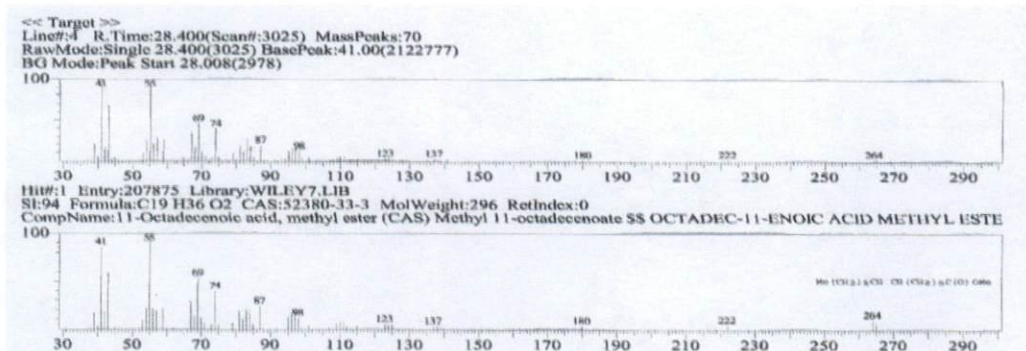 << Target >>
Line#:4 R.Time:28.400(Scan#:3025) MassPeaks:70
RawMode:Single 28.400(3025) BasePeak:41.00(2122777)
BG Mode:Peak Start 28.008(2978)
100
41 55 69 74 87 98 123 137 180 222 264
30 50 70 90 110 130 150 170 190 210 230 250 270 290
Hit#:1 Entry:207875 Library:WILEY7.LIB
SI:94 Formula:C19 H36 O2 CAS:52380-33-3 MolWeight:296 RetIndex:0
CompName:11-Octadecenoic acid, methyl ester (CAS) Methyl 11-octadecenoate $$ OCTADEC-11-ENOIC ACID METHYL ESTE
100
41 55 69 74 87 98 123 137 180 222 264
30 50 70 90 110 130 150 170 190 210 230 250 270 290